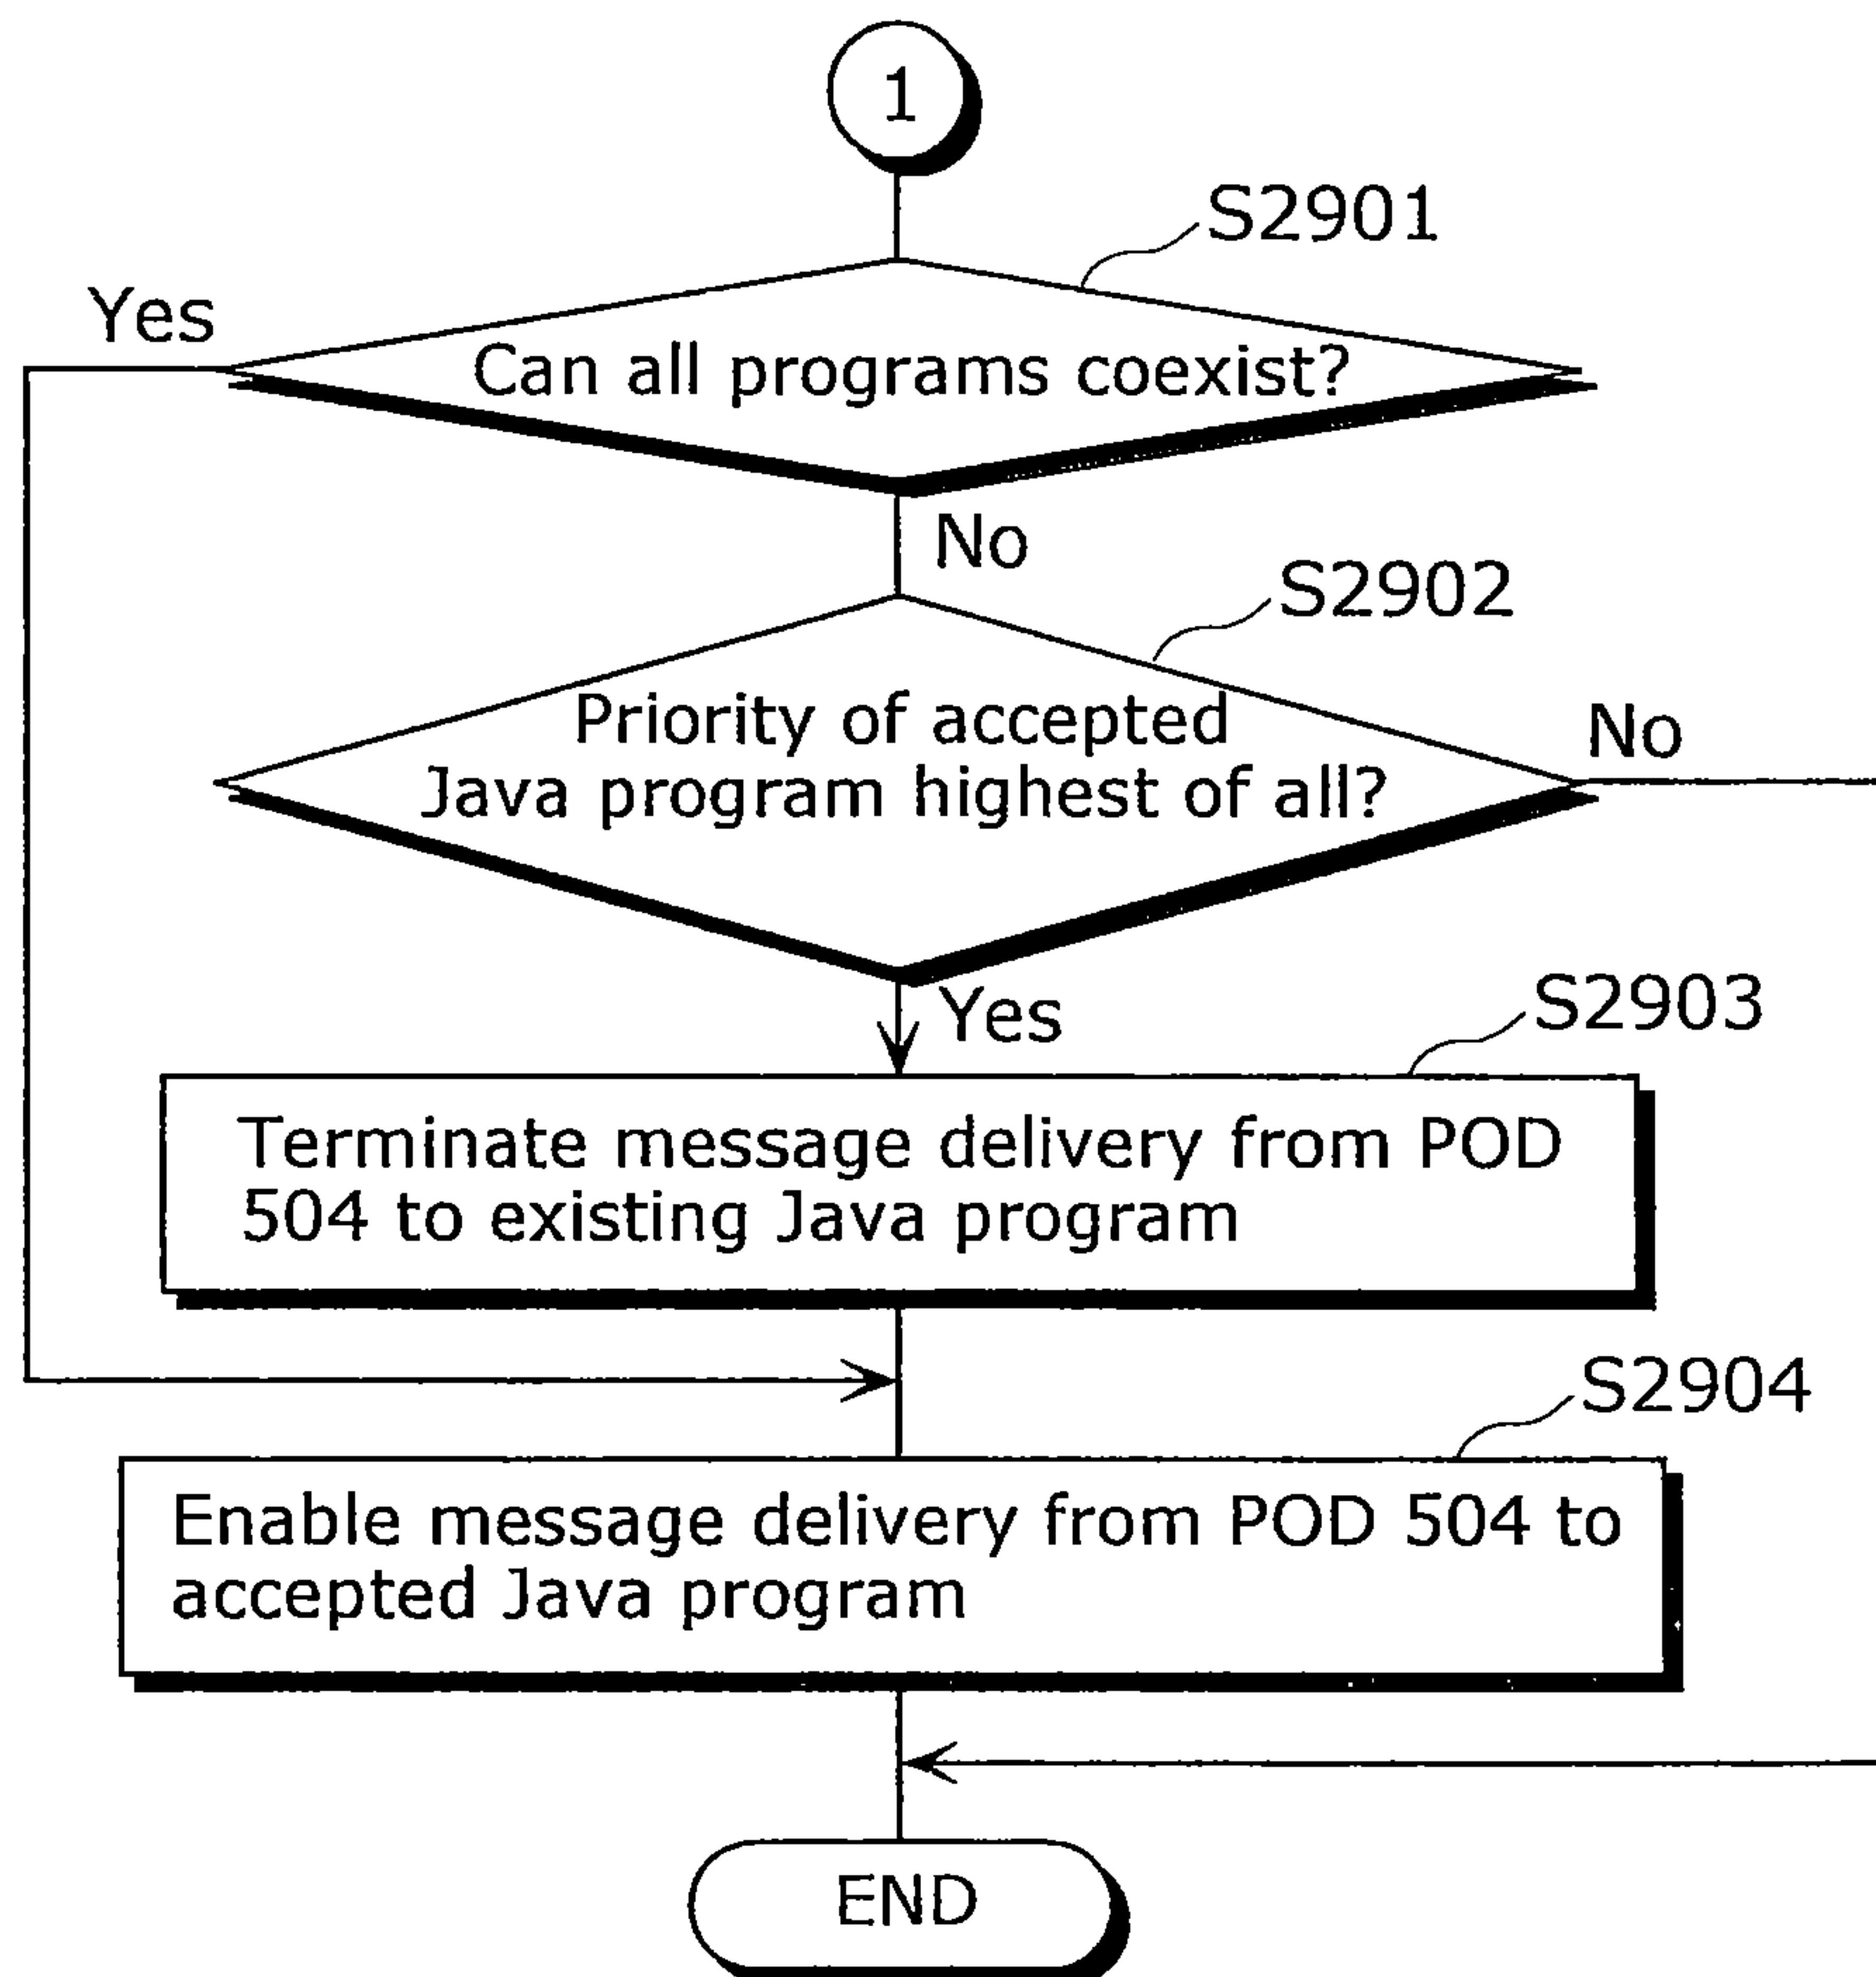 1
S2901
Yes
Can all programs coexist?
No
S2902
Priority of accepted
Java program highest of all?
No
Yes
S2903
Terminate message delivery from POD
504 to existing Java program
S2904
Enable message delivery from POD 504 to
accepted Java program
END